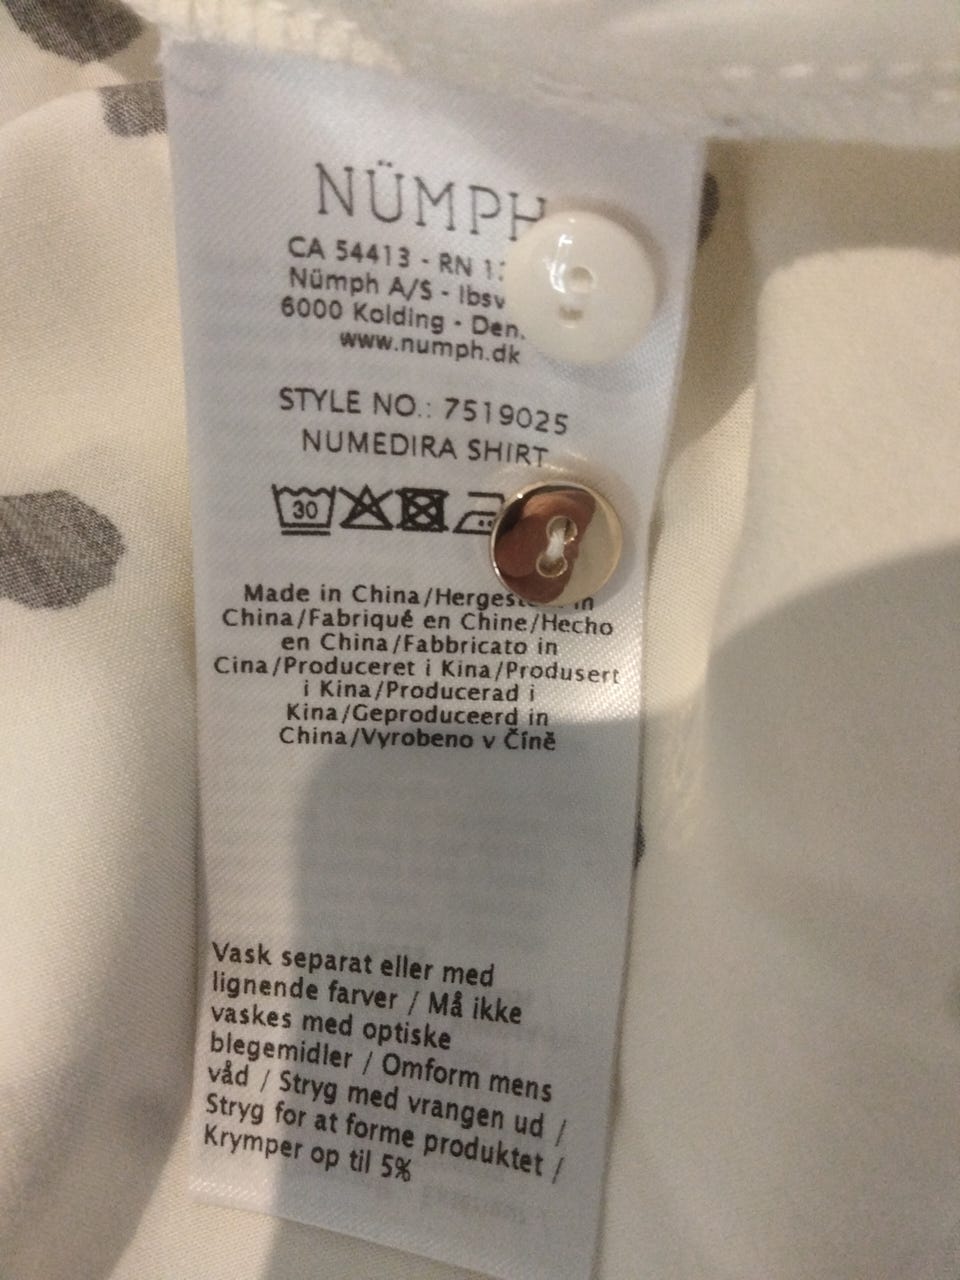 NÜMPH
CA 54413 - RN
Nümph A/S -
6000 Kolding -
www.numph.dk
STYLE NO.: 7519025
NUMEDIRA SHIRT
30
Made in China/Hergestellt in
China/Fabriqué en Chine/Hecho
en China/Fabbricato in
Cina/Produceret i Kina/Produsert
i Kina/Producerad i
Kina/Geproduceerd in
China/Vyrobeno v Číně
Vask separat eller med
lignende farver / Må ikke
vaskes med optiske
blegemidler / Omform mens
våd / Stryg med vrangen ud /
Stryg for at forme produktet /
Krymper op til 5%